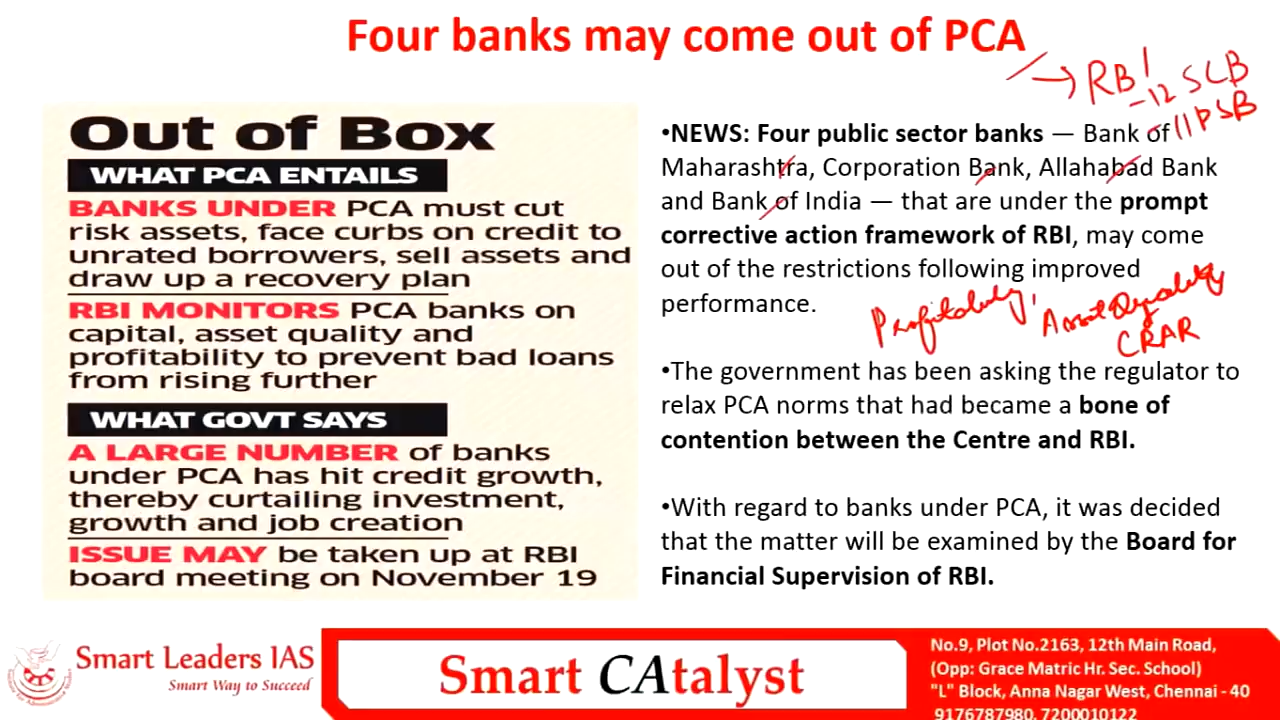 Four banks may come out of PCA
→ RBI
-12 SCB
-11 PSB
Out of Box
WHAT PCA ENTAILS
BANKS UNDER PCA must cut
risk assets, face curbs on credit to
unrated borrowers, sell assets and
draw up a recovery plan
RBI MONITORS PCA banks on
capital, asset quality and
profitability to prevent bad loans
from rising further
WHAT GOVT SAYS
A LARGE NUMBER of banks
under PCA has hit credit growth,
thereby curtailing investment,
growth and job creation
ISSUE MAY be taken up at RBI
board meeting on November 19
•NEWS: Four public sector banks — Bank of
Maharashtra, Corporation Bank, Allahabad Bank
and Bank of India — that are under the prompt
corrective action framework of RBI, may come
out of the restrictions following improved
performance.
Profitability, Asset Quality
CRAR
•The government has been asking the regulator to
relax PCA norms that had became a bone of
contention between the Centre and RBI.
•With regard to banks under PCA, it was decided
that the matter will be examined by the Board for
Financial Supervision of RBI.
Smart Leaders IAS
Smart Way to Succeed
Smart CAtalyst
No.9, Plot No.2163, 12th Main Road,
(Opp: Grace Matric Hr. Sec. School)
"L" Block, Anna Nagar West, Chennai - 40
9176787980, 7200010122